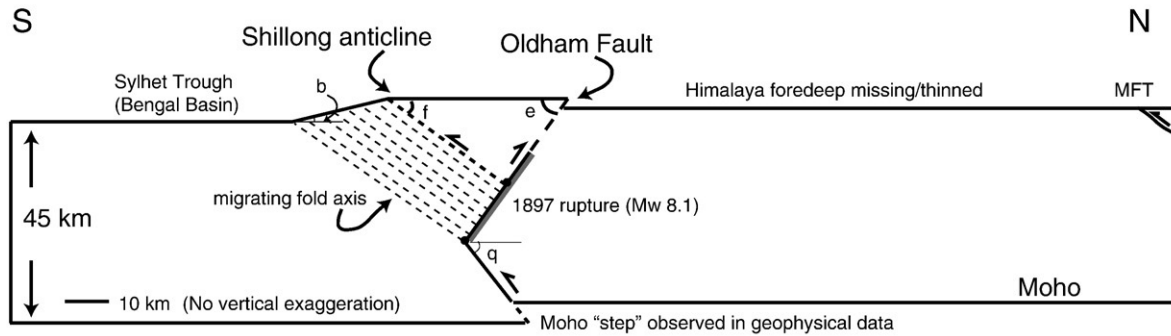 S
N
Shillong anticline
Oldham Fault
Sylhet Trough
(Bengal Basin)
b
f
e
Himalaya foredeep missing/thinned
MFT
migrating fold axis
1897 rupture (Mw 8.1)
45 km
q
10 km (No vertical exaggeration)
Moho
Moho “step” observed in geophysical data